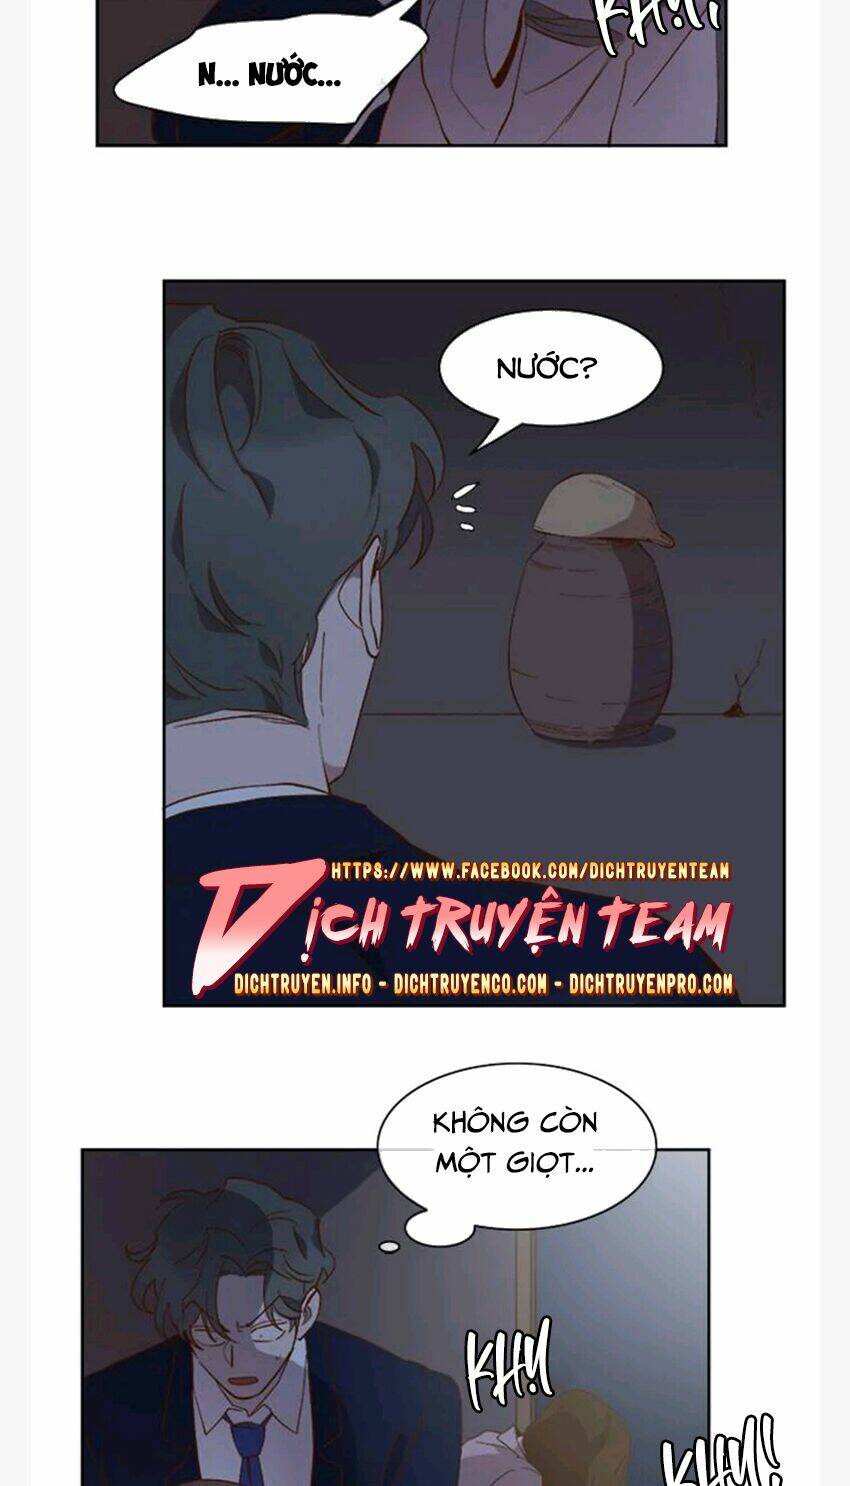 KHỤ!
N... NƯỚC...
NƯỚC?
HTTPS://WWW.FACEBOOK.COM/DICHTRUYENTEAM
DỊCH TRUYỆN TEAM
DICHTRUYEN.INFO - DICHTRUYENCO.COM - DICHTRUYENPRO.COM
KHÔNG CÒN
MỘT GIỌT...
KHỤ
KHỤ!